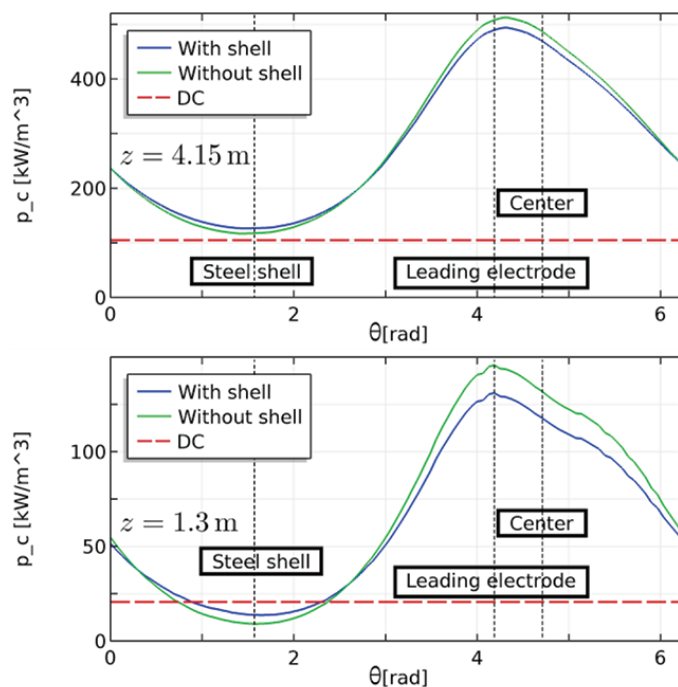 With shell
Without shell
DC
z = 4.15 m
Center
Steel shell
Leading electrode
p_c [kW/m^3]
400
200
0
0
2
4
6
θ[rad]
With shell
Without shell
DC
z = 1.3 m
Center
Steel shell
Leading electrode
p_c [kW/m^3]
100
50
0
0
2
4
6
θ[rad]